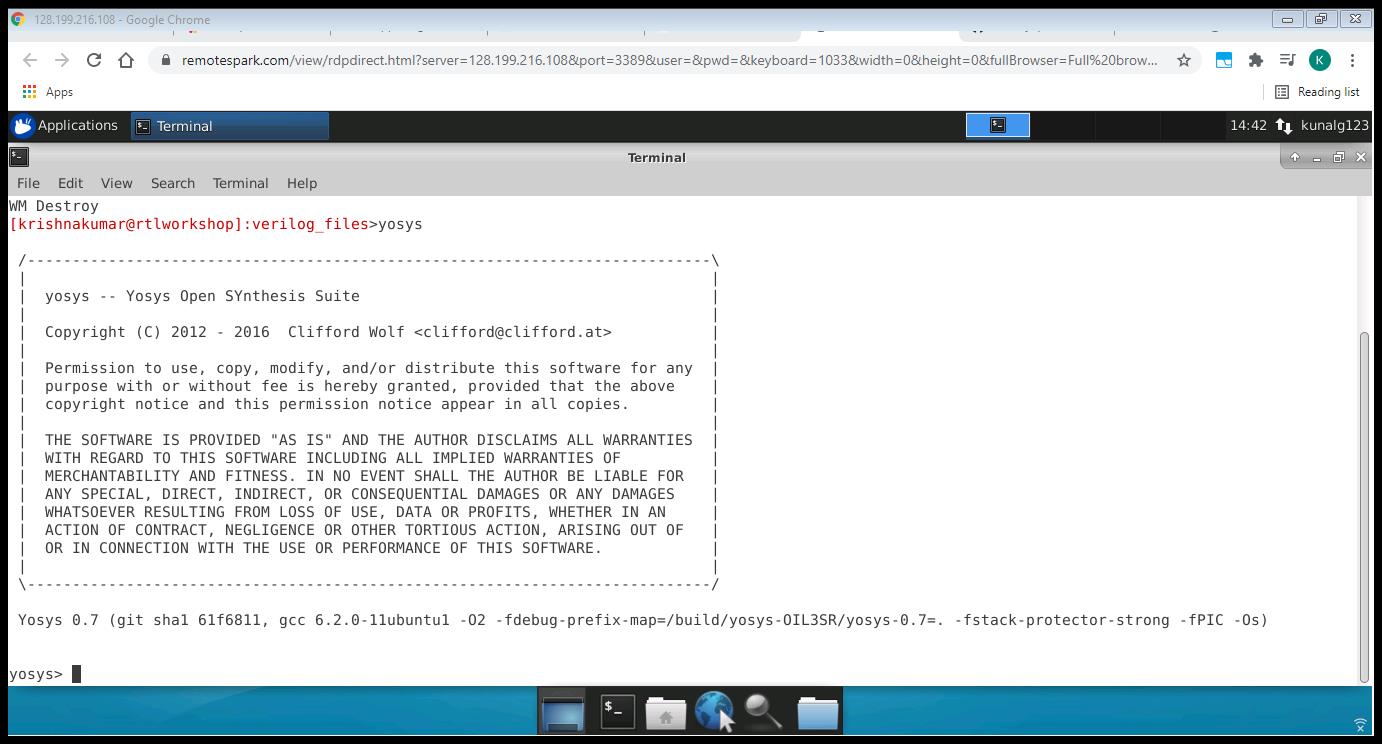 128.199.216.108 - Google Chrome
remotespark.com/view/rdpdirect.html?server=128.199.216.108&port=3389&user=&pwd=&keyboard=1033&width=0&height=0&fullBrowser=Full%20brow...
K
Apps
Reading list
Applications
Terminal
14:42
kunalg123
Terminal
File Edit View Search Terminal Help
WM Destroy
[krishnakumar@rtlworkshop]:verilog_files>yosys
/----------------------------------------------------------------------------\
|                                                                            |
|  yosys -- Yosys Open SYnthesis Suite                                       |
|                                                                            |
|  Copyright (C) 2012 - 2016  Clifford Wolf <clifford@clifford.at>           |
|                                                                            |
|  Permission to use, copy, modify, and/or distribute this software for any  |
|  purpose with or without fee is hereby granted, provided that the above    |
|  copyright notice and this permission notice appear in all copies.         |
|                                                                            |
|  THE SOFTWARE IS PROVIDED "AS IS" AND THE AUTHOR DISCLAIMS ALL WARRANTIES  |
|  WITH REGARD TO THIS SOFTWARE INCLUDING ALL IMPLIED WARRANTIES OF          |
|  MERCHANTABILITY AND FITNESS. IN NO EVENT SHALL THE AUTHOR BE LIABLE FOR   |
|  ANY SPECIAL, DIRECT, INDIRECT, OR CONSEQUENTIAL DAMAGES OR ANY DAMAGES    |
|  WHATSOEVER RESULTING FROM LOSS OF USE, DATA OR PROFITS, WHETHER IN AN     |
|  ACTION OF CONTRACT, NEGLIGENCE OR OTHER TORTIOUS ACTION, ARISING OUT OF   |
|  OR IN CONNECTION WITH THE USE OR PERFORMANCE OF THIS SOFTWARE.            |
|                                                                            |
\----------------------------------------------------------------------------/
Yosys 0.7 (git sha1 61f6811, gcc 6.2.0-11ubuntu1 -O2 -fdebug-prefix-map=/build/yosys-OIL3SR/yosys-0.7=. -fstack-protector-strong -fPIC -Os)
yosys>